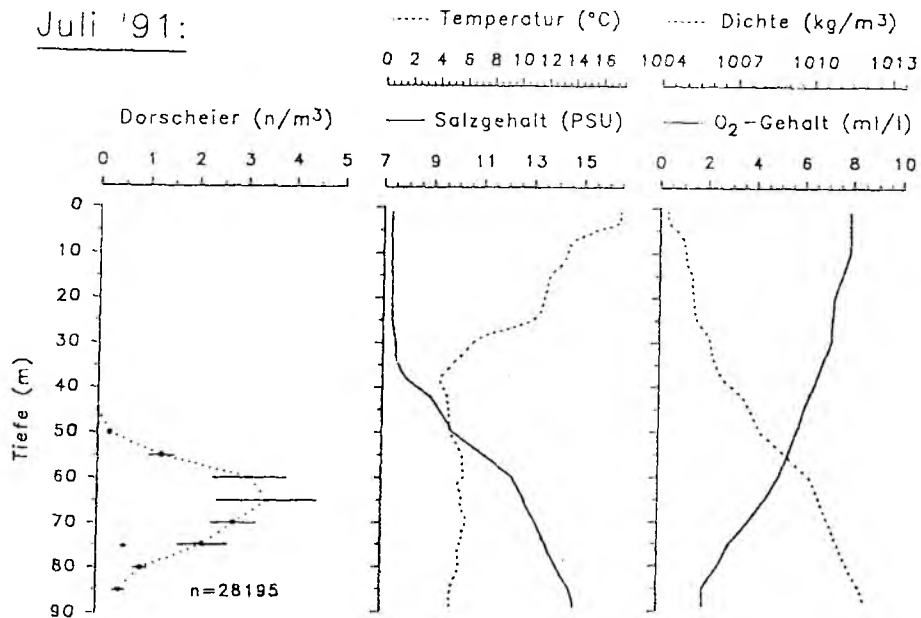 Juli '91:
Temperatur (°C)
0 2 4 6 8 10 12 14 16
Dichte (kg/m³)
1004 1007 1010 1013
Dorscheier (n/m³)
0 1 2 3 4 5
Salzgehalt (PSU)
7 9 11 13 15
O₂-Gehalt (ml/l)
0 2 4 6 8 10
Tiefe (m)
0
10
20
30
40
50
60
70
80
90
n=28195